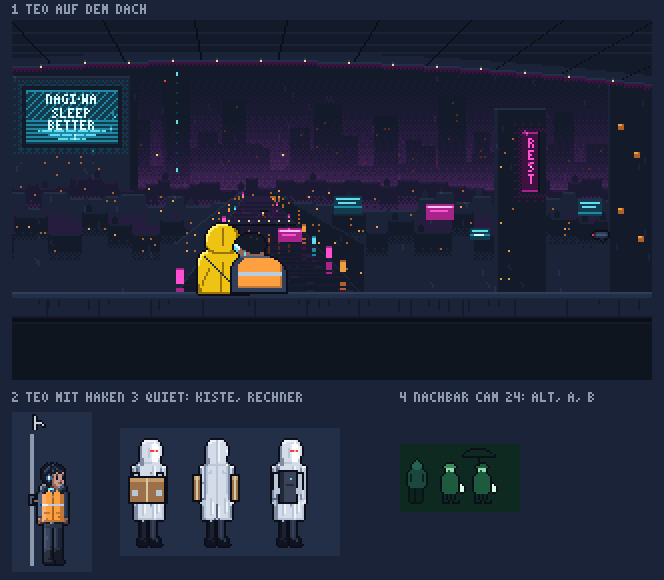 1 TEO AUF DEM DACH
NAGI-WA
SLEEP
BETTER
REST
2 TEO MIT HAKEN 3 QUIET: KISTE, RECHNER
4 NACHBAR CAM 24: ALT, A, B